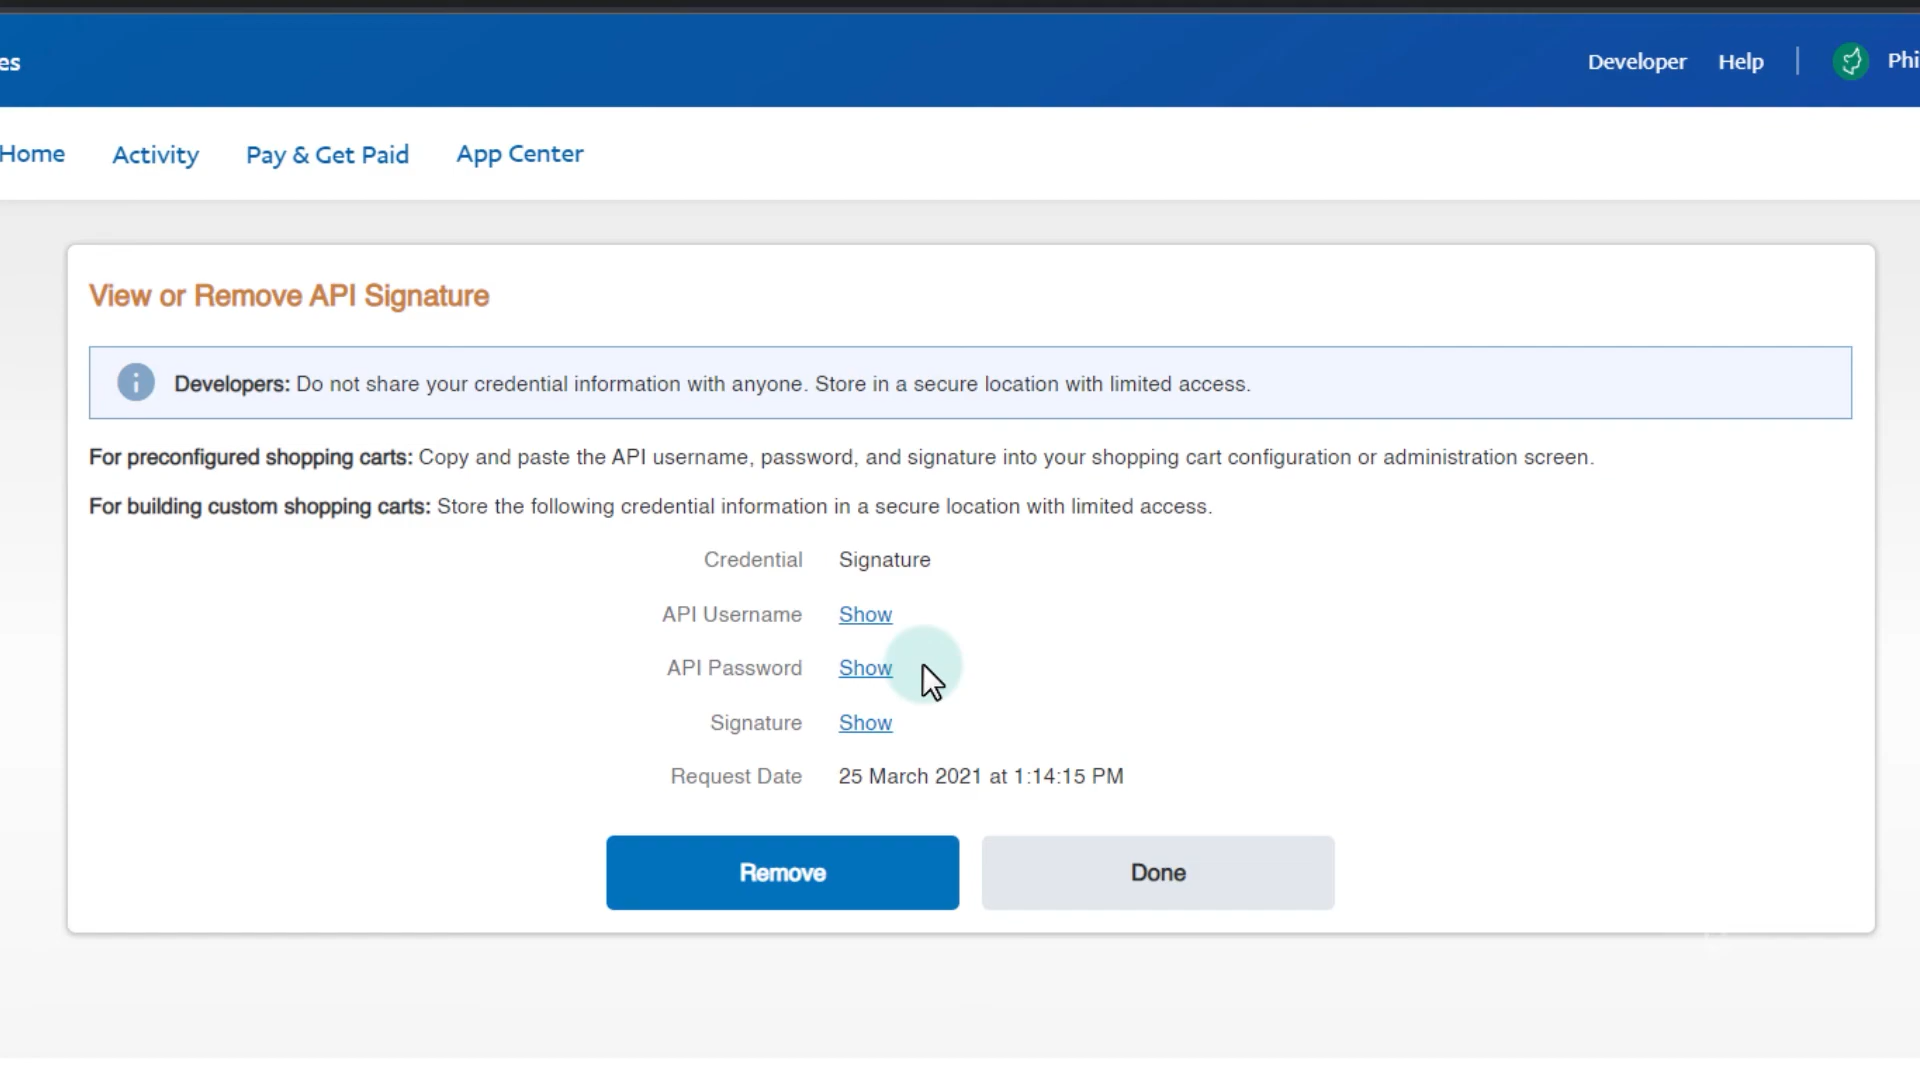 es
Developer Help Phi
Home Activity Pay & Get Paid App Center
View or Remove API Signature
Developers: Do not share your credential information with anyone. Store in a secure location with limited access.
For preconfigured shopping carts: Copy and paste the API username, password, and signature into your shopping cart configuration or administration screen.
For building custom shopping carts: Store the following credential information in a secure location with limited access.
Credential Signature
API Username Show
API Password Show
Signature Show
Request Date 25 March 2021 at 1:14:15 PM
Remove Done